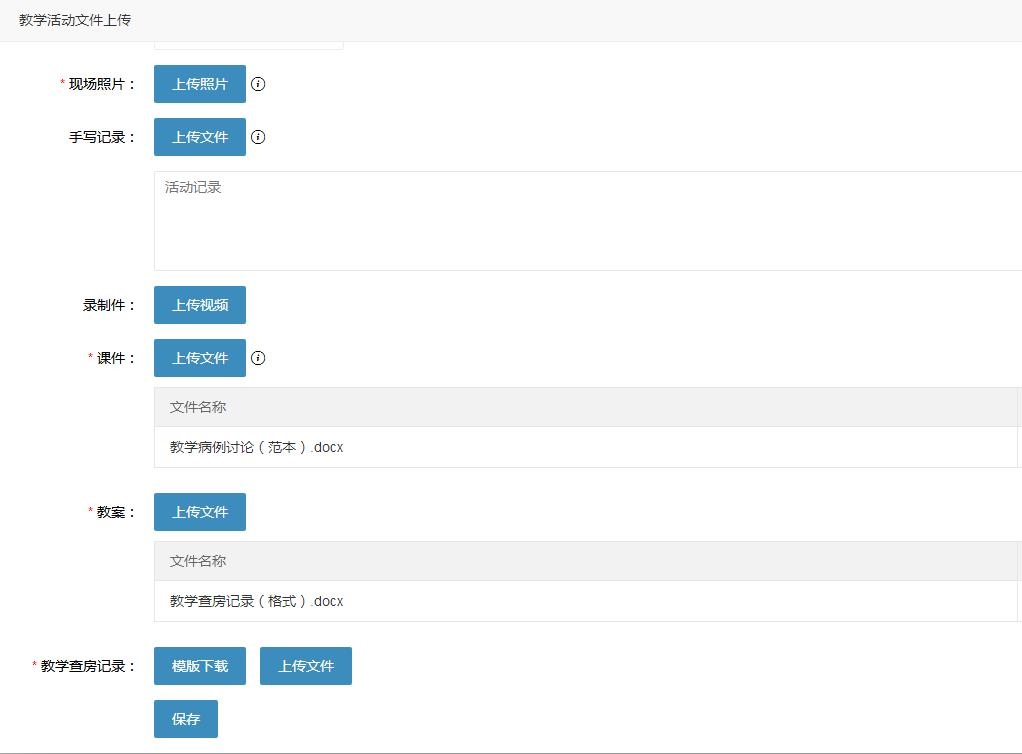 教学活动文件上传
* 现场照片： 上传照片
手写记录： 上传文件
活动记录
录制件： 上传视频
* 课件： 上传文件
文件名称
教学病例讨论（范本）.docx
* 教案： 上传文件
文件名称
教学查房记录（格式）.docx
* 教学查房记录： 模版下载 上传文件
保存